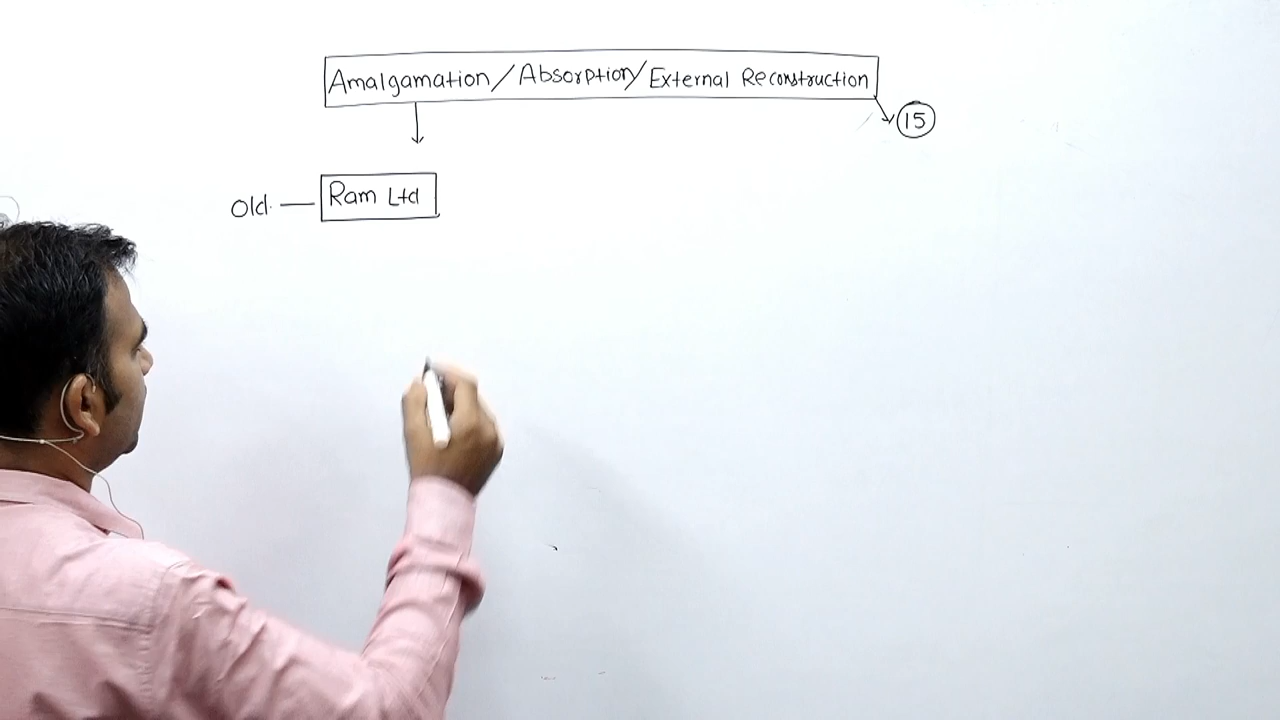 Amalgamation / Absorption / External Reconstruction
15
Old — Ram Ltd